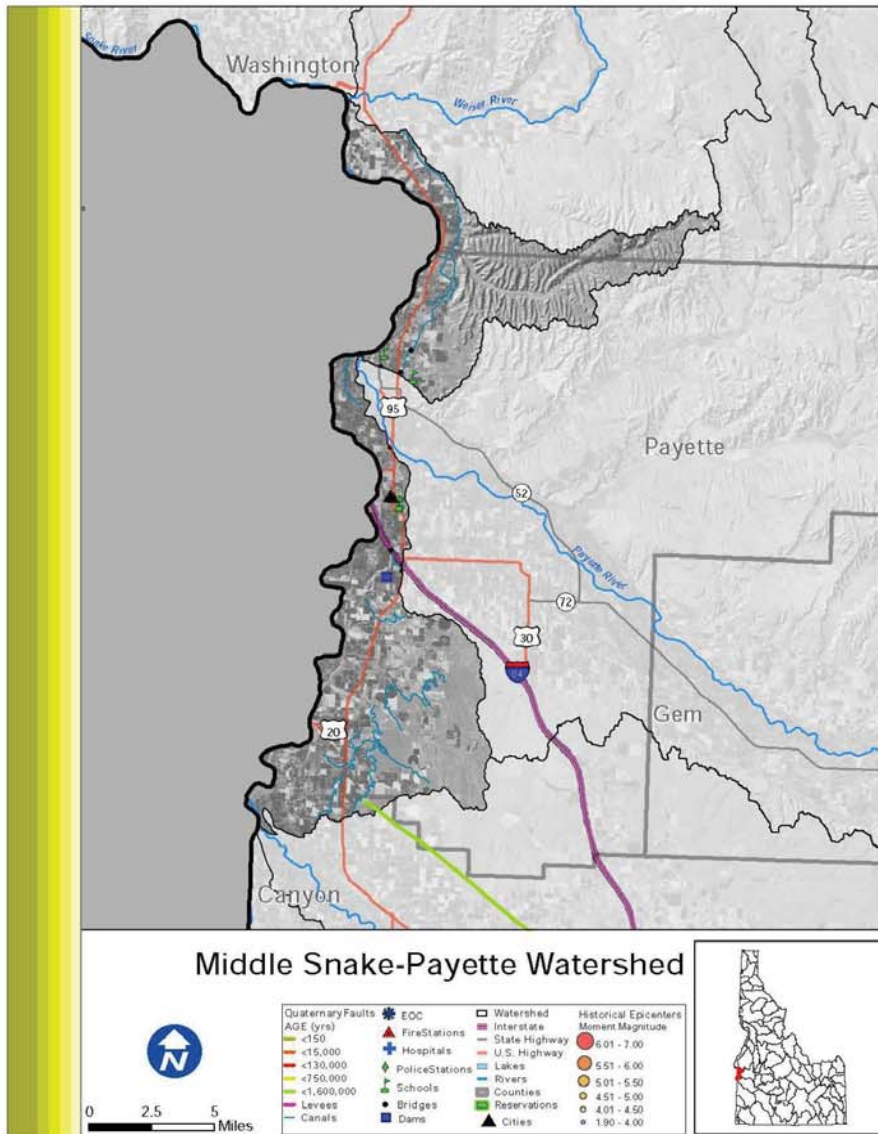 Snake River
Washington
Weiser River
95
Payette
52
Payette River
72
30
84
Gem
20
Canyon
Middle Snake-Payette Watershed
N
0 2.5 5
Miles
Quaternary Faults
AGE (yrs)
<150
<15,000
<130,000
<750,000
<1,600,000
Levees
Canals
EOC
FireStations
Hospitals
PoliceStations
Schools
Bridges
Dams
Watershed
Interstate
State Highway
U.S. Highway
Lakes
Rivers
Counties
Reservations
Cities
Historical Epicenters
Moment Magnitude
6.01 - 7.00
5.51 - 6.00
5.01 - 5.50
4.51 - 5.00
4.01 - 4.50
1.90 - 4.00